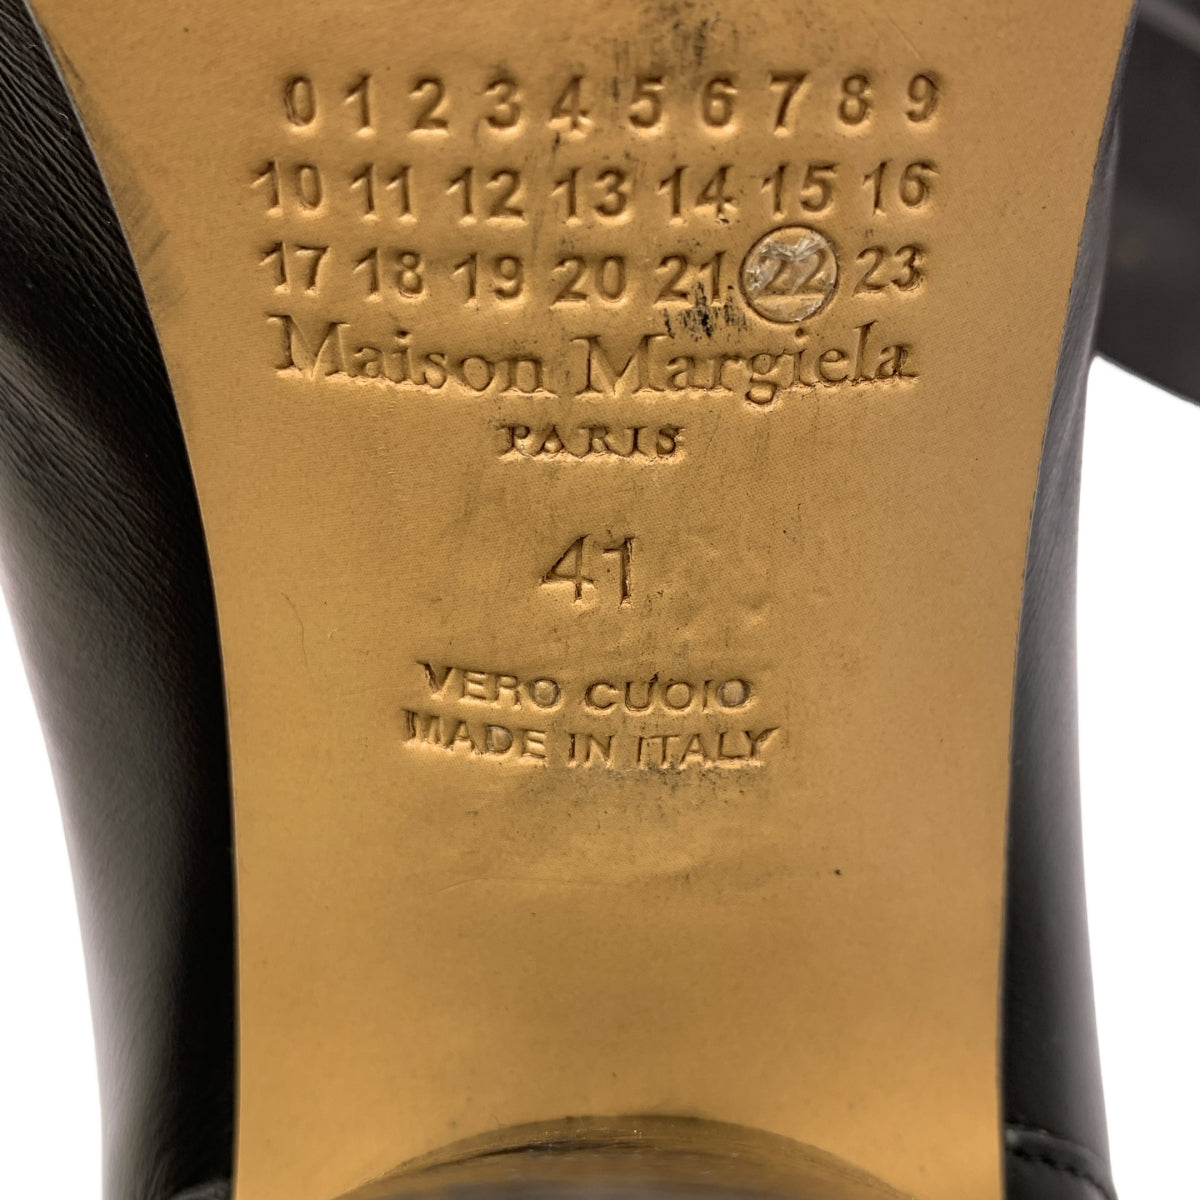 0 1 2 3 4 5 6 7 8 9
10 11 12 13 14 15 16
17 18 19 20 21 22 23
Maison Margiela
PARIS
41
VERO CUOIO
MADE IN ITALY